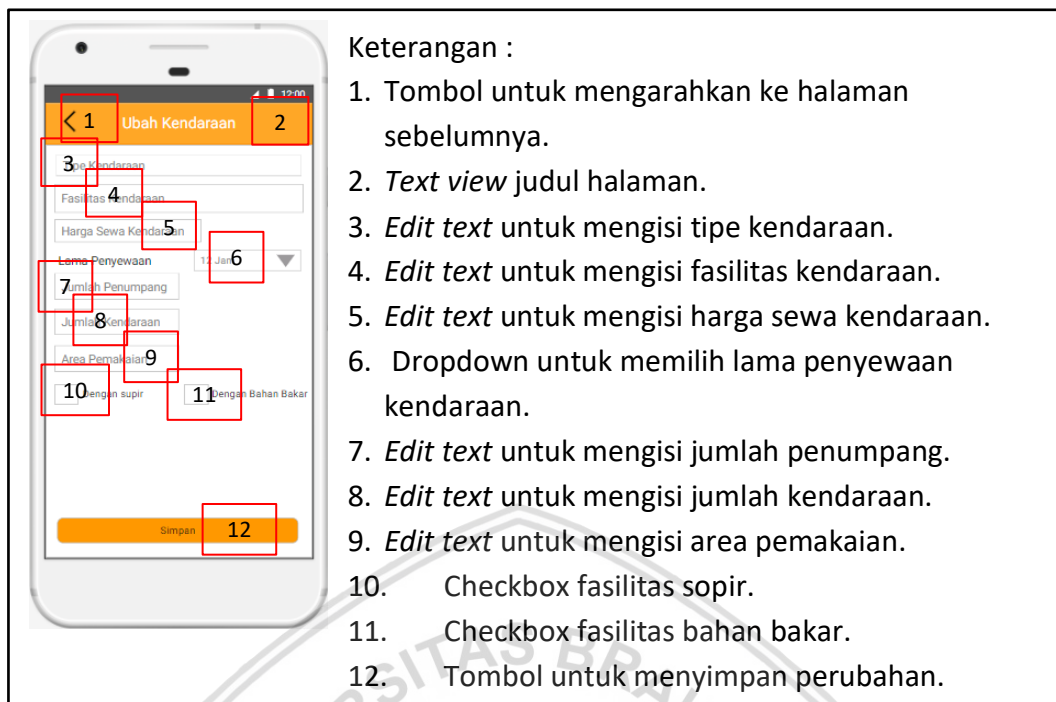 12:00
1 Ubah Kendaraan 2
3 Tipe Kendaraan
Fasilitas 4 Kendaraan
Harga Sewa Kendaraan 5
Lama Penyewaan 12 Jam 6
7 Jumlah Penumpang
Jumlah 8 Kendaraan
Area Pemakaian 9
10 Dengan supir 11 Dengan Bahan Bakar
Simpan 12
Keterangan :
1. Tombol untuk mengarahkan ke halaman
sebelumnya.
2. Text view judul halaman.
3. Edit text untuk mengisi tipe kendaraan.
4. Edit text untuk mengisi fasilitas kendaraan.
5. Edit text untuk mengisi harga sewa kendaraan.
6. Dropdown untuk memilih lama penyewaan
kendaraan.
7. Edit text untuk mengisi jumlah penumpang.
8. Edit text untuk mengisi jumlah kendaraan.
9. Edit text untuk mengisi area pemakaian.
10. Checkbox fasilitas sopir.
11. Checkbox fasilitas bahan bakar.
12. Tombol untuk menyimpan perubahan.